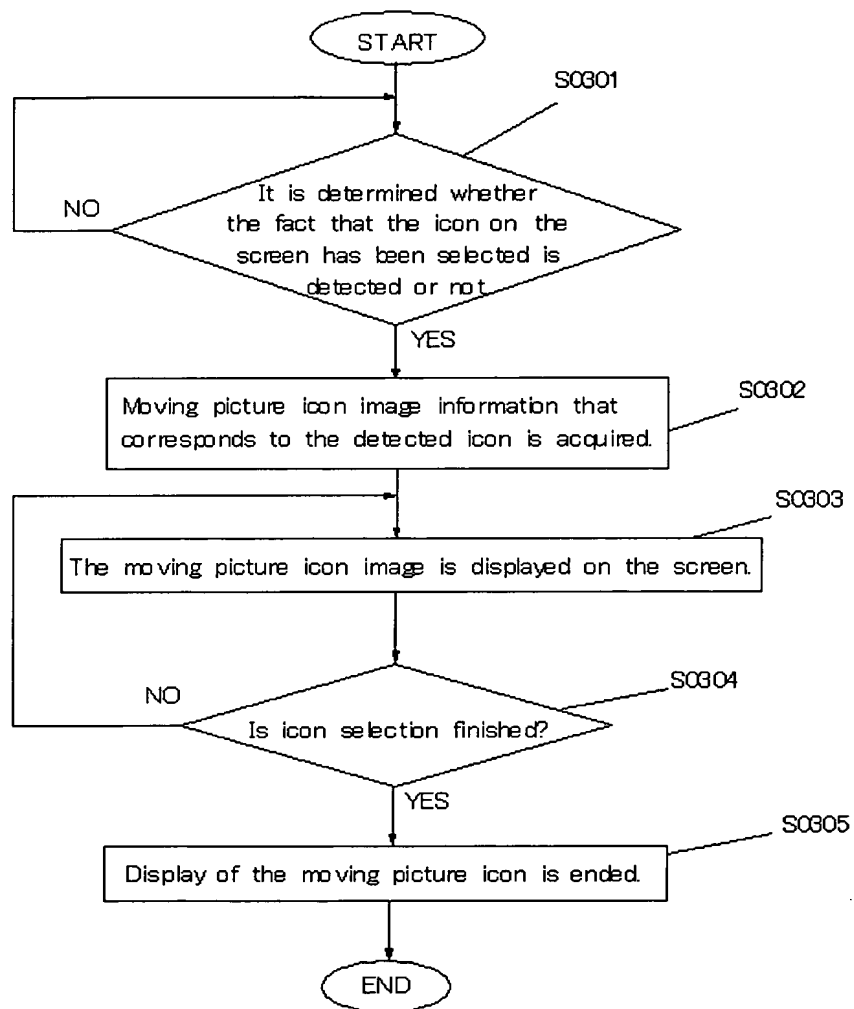 START
S0301
It is determined whether
the fact that the icon on the
screen has been selected is
detected or not
NO
YES
S0302
Moving picture icon image information that
corresponds to the detected icon is acquired.
S0303
The moving picture icon image is displayed on the screen.
S0304
NO
Is icon selection finished?
YES
S0305
Display of the moving picture icon is ended.
END